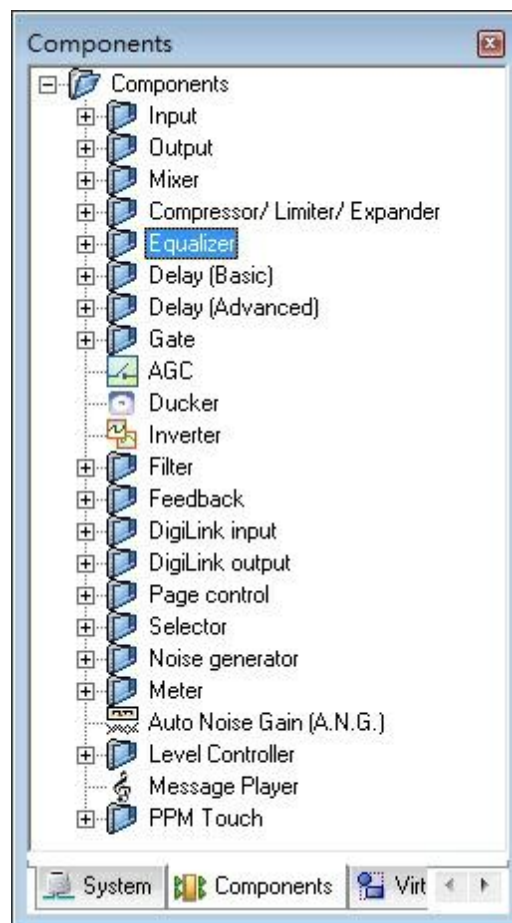 Components
Components
Input
Output
Mixer
Compressor/ Limiter/ Expander
Equalizer
Delay (Basic)
Delay (Advanced)
Gate
AGC
Ducker
Inverter
Filter
Feedback
DigiLink input
DigiLink output
Page control
Selector
Noise generator
Meter
Auto Noise Gain (A.N.G.)
Level Controller
Message Player
PPM Touch
System Components Virt